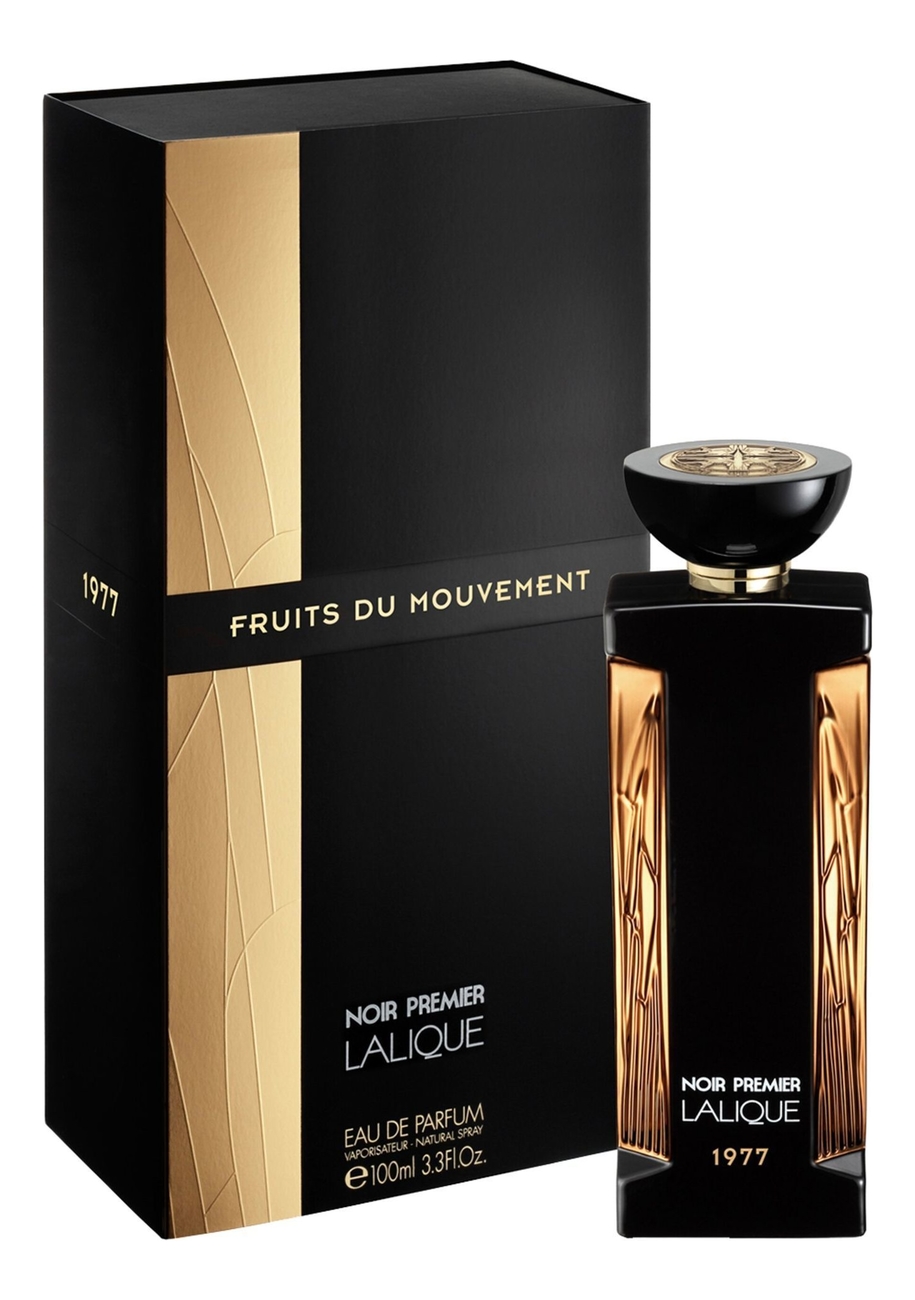 1977
FRUITS DU MOUVEMENT
NOIR PREMIER
LALIQUE
EAU DE PARFUM
VAPORISATEUR - NATURAL SPRAY
℮100ml 3.3Fl.Oz.
NOIR PREMIER
LALIQUE
1977